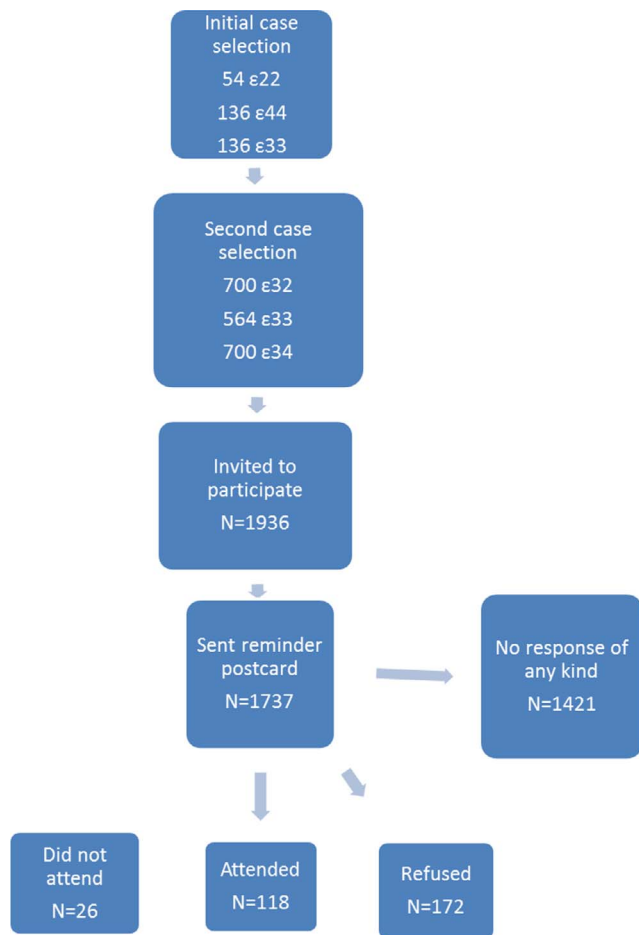 Initial case
selection
54 ε22
136 ε44
136 ε33
Second case
selection
700 ε32
564 ε33
700 ε34
Invited to
participate
N=1936
Sent reminder
postcard
N=1737
No response of
any kind
N=1421
Did not
attend
N=26
Attended
N=118
Refused
N=172